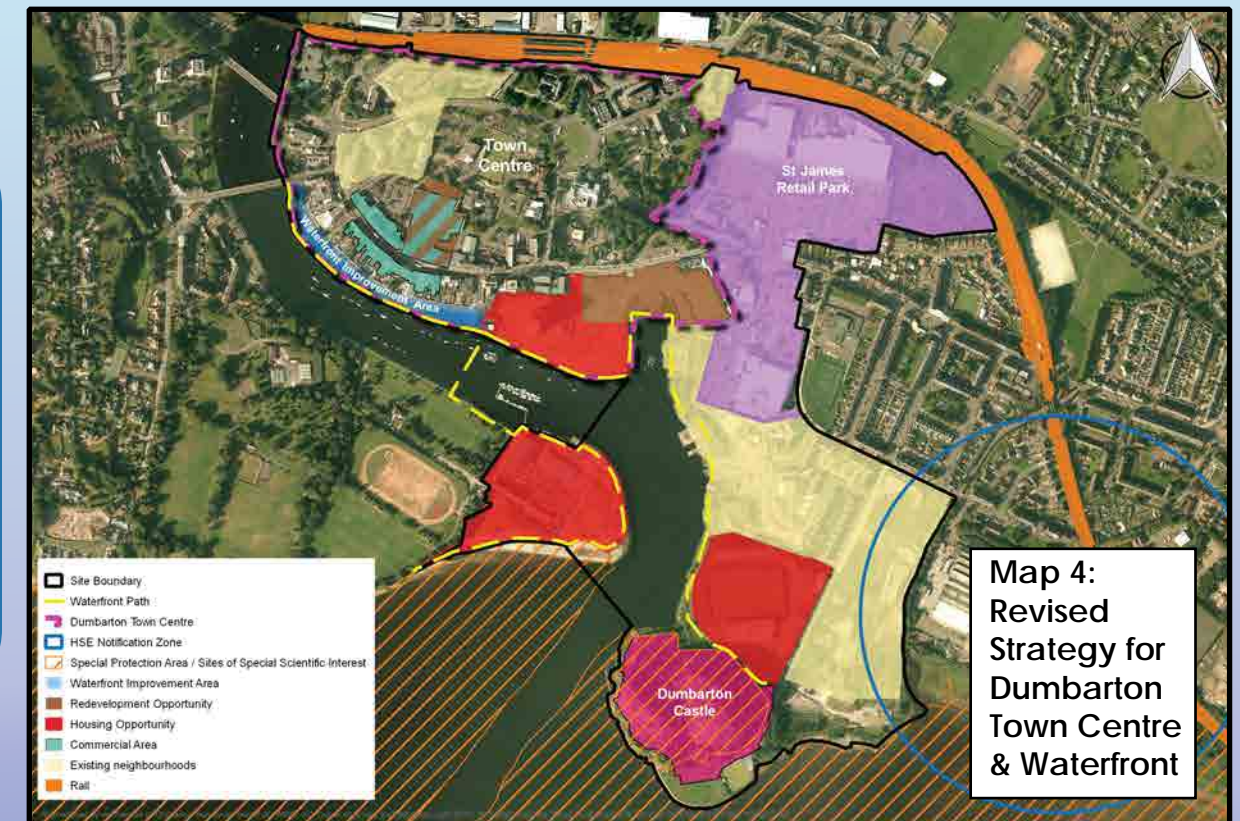 Town
Centre
St James
Retail Park
Waterfront Improvement Area
Dumbarton
Castle
Site Boundary
Waterfront Path
Dumbarton Town Centre
HSE Notification Zone
Special Protection Area / Sites of Special Scientific Interest
Waterfront Improvement Area
Redevelopment Opportunity
Housing Opportunity
Commercial Area
Existing neighbourhoods
Rail
Map 4:
Revised
Strategy for
Dumbarton
Town Centre
& Waterfront